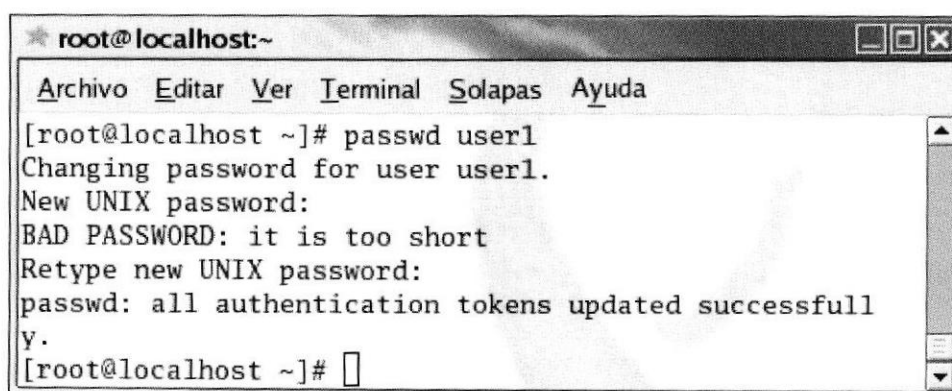 root@localhost:~
Archivo Editar Ver Terminal Solapas Ayuda
[root@localhost ~]# passwd user1
Changing password for user user1.
New UNIX password:
BAD PASSWORD: it is too short
Retype new UNIX password:
passwd: all authentication tokens updated successfull
y.
[root@localhost ~]#